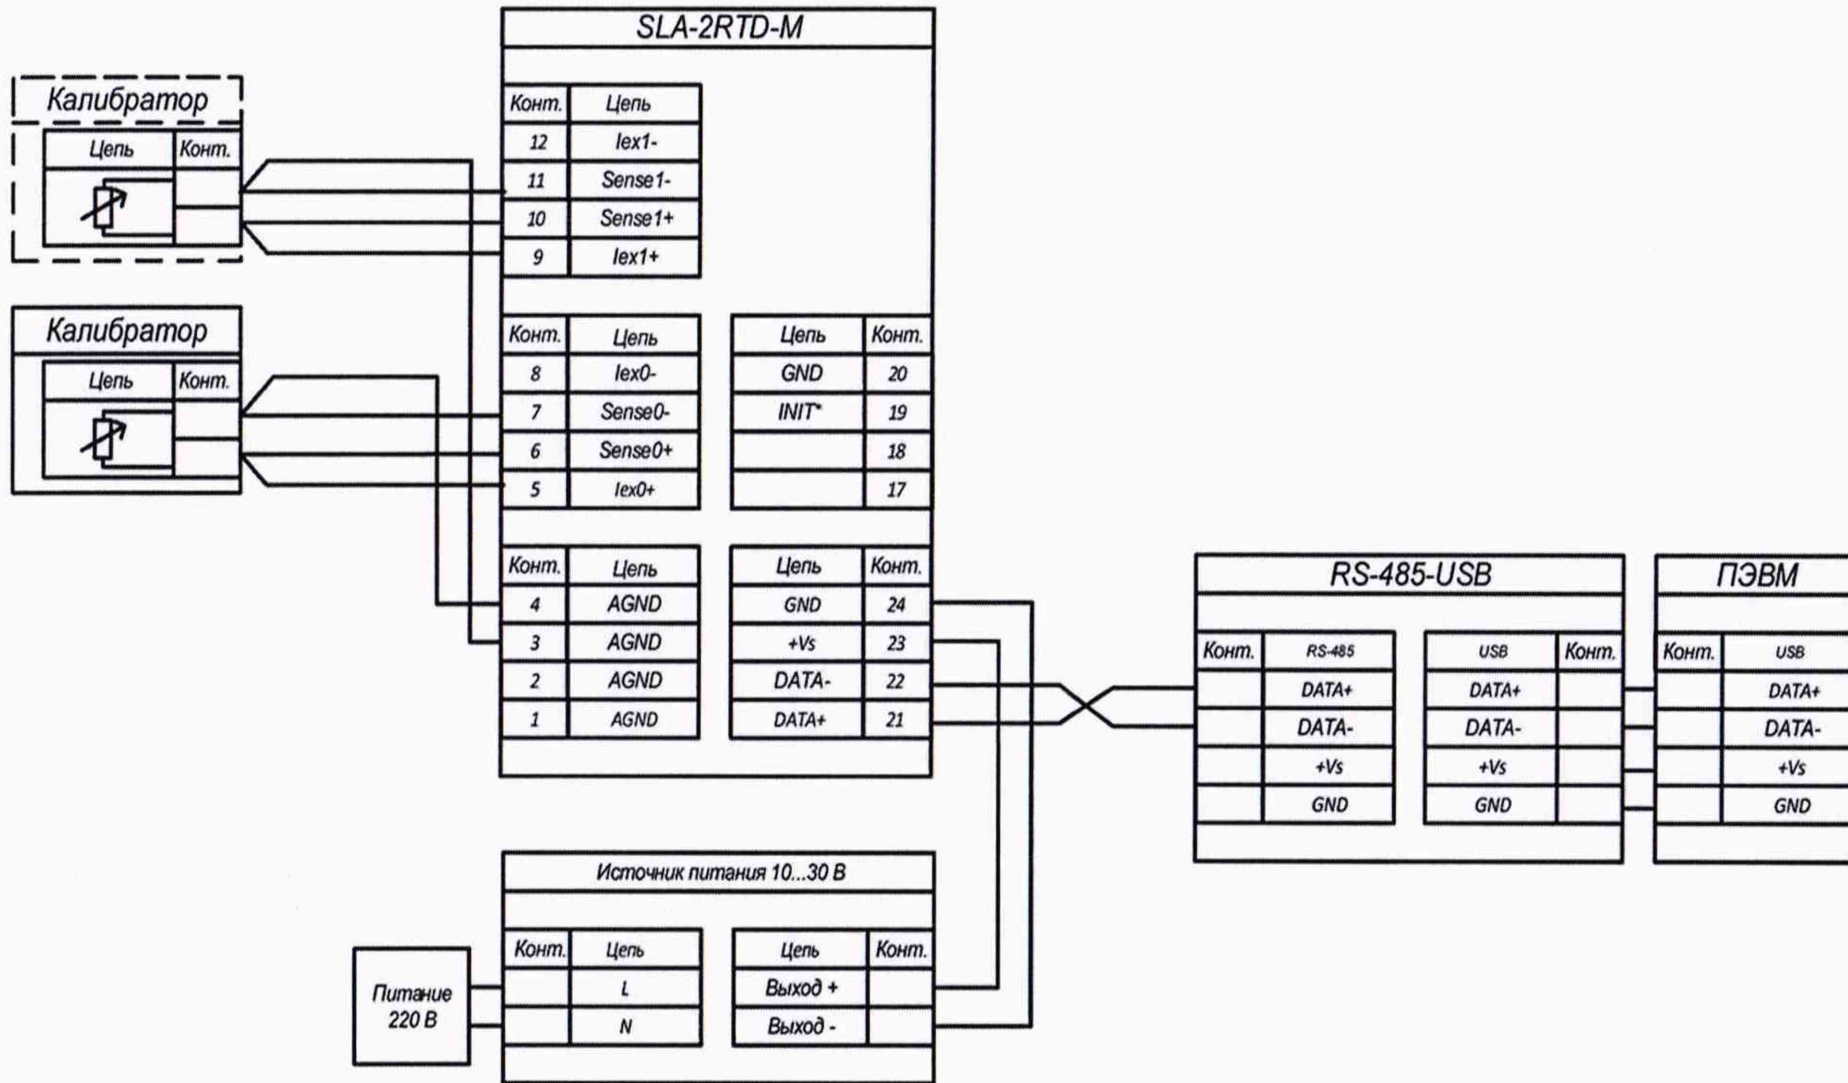 SLA-2RTD-M
Калибратор
Цепь Конт.
Калибратор
Цепь Конт.
Конт. Цепь
12 Iex1-
11 Sense1-
10 Sense1+
9 Iex1+
Конт. Цепь
8 Iex0-
7 Sense0-
6 Sense0+
5 Iex0+
Цепь Конт.
GND 20
INIT*  19
18
17
Конт. Цепь
4 AGND
3 AGND
2 AGND
1 AGND
Цепь Конт.
GND 24
+Vs 23
DATA- 22
DATA+ 21
RS-485-USB
Конт. RS-485
DATA+
DATA-
+Vs
GND
USB Конт.
DATA+
DATA-
+Vs
GND
ПЭВМ
Конт. USB
DATA+
DATA-
+Vs
GND
Источник питания 10...30 В
Конт. Цепь
L
N
Цепь Конт.
Выход +
Выход -
Питание
220 В